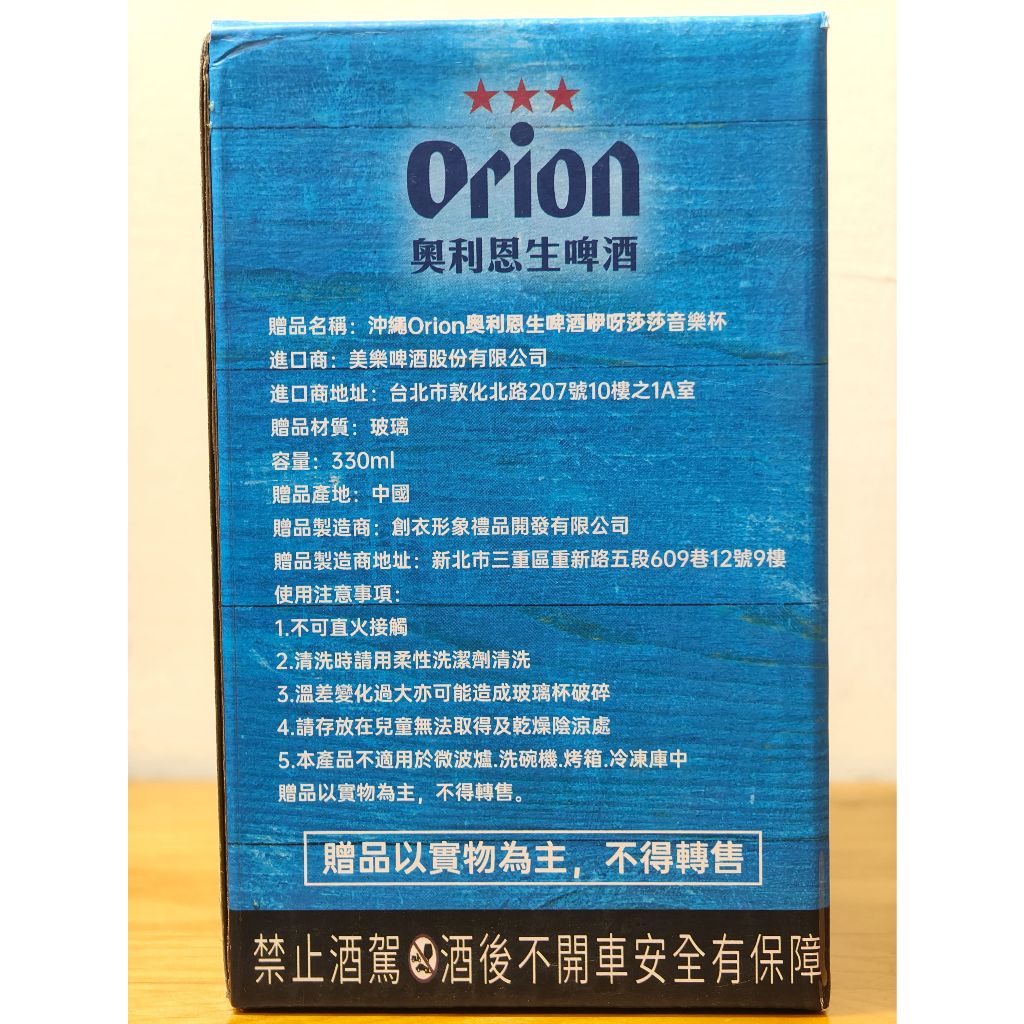 Orion
奧利恩生啤酒
贈品名稱：沖繩Orion奧利恩生啤酒咿呀莎莎音樂杯
進口商：美樂啤酒股份有限公司
進口商地址：台北市敦化北路207號10樓之1A室
贈品材質：玻璃
容量：330ml
贈品產地：中國
贈品製造商：創衣形象禮品開發有限公司
贈品製造商地址：新北市三重區重新路五段609巷12號9樓
使用注意事項：
1.不可直火接觸
2.清洗時請用柔性洗潔劑清洗
3.溫差變化過大亦可能造成玻璃杯破碎
4.請存放在兒童無法取得及乾燥陰涼處
5.本產品不適用於微波爐.洗碗機.烤箱.冷凍庫中
贈品以實物為主，不得轉售。
贈品以實物為主，不得轉售
禁止酒駕 酒後不開車安全有保障